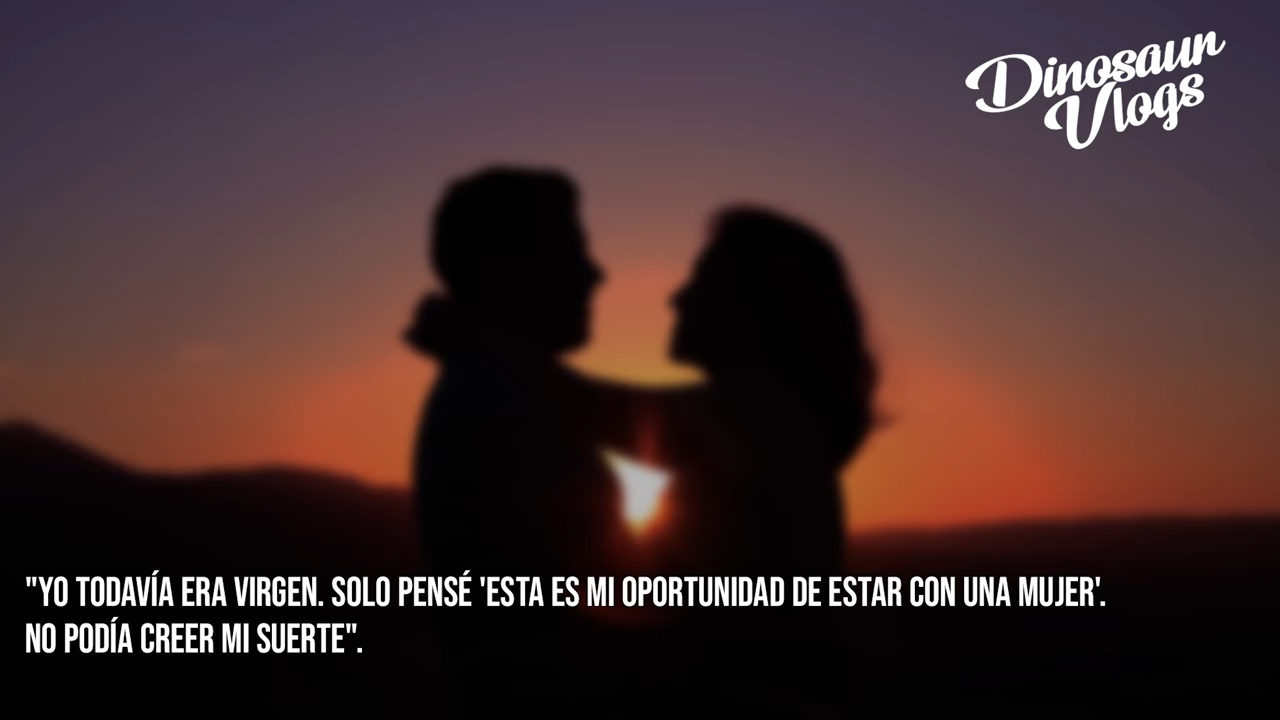 Dinosaun
Vlogs
"YO TODAVÍA ERA VIRGEN. SOLO PENSÉ 'ESTA ES MI OPORTUNIDAD DE ESTAR CON UNA MUJER'.
NO PODÍA CREER MI SUERTE".